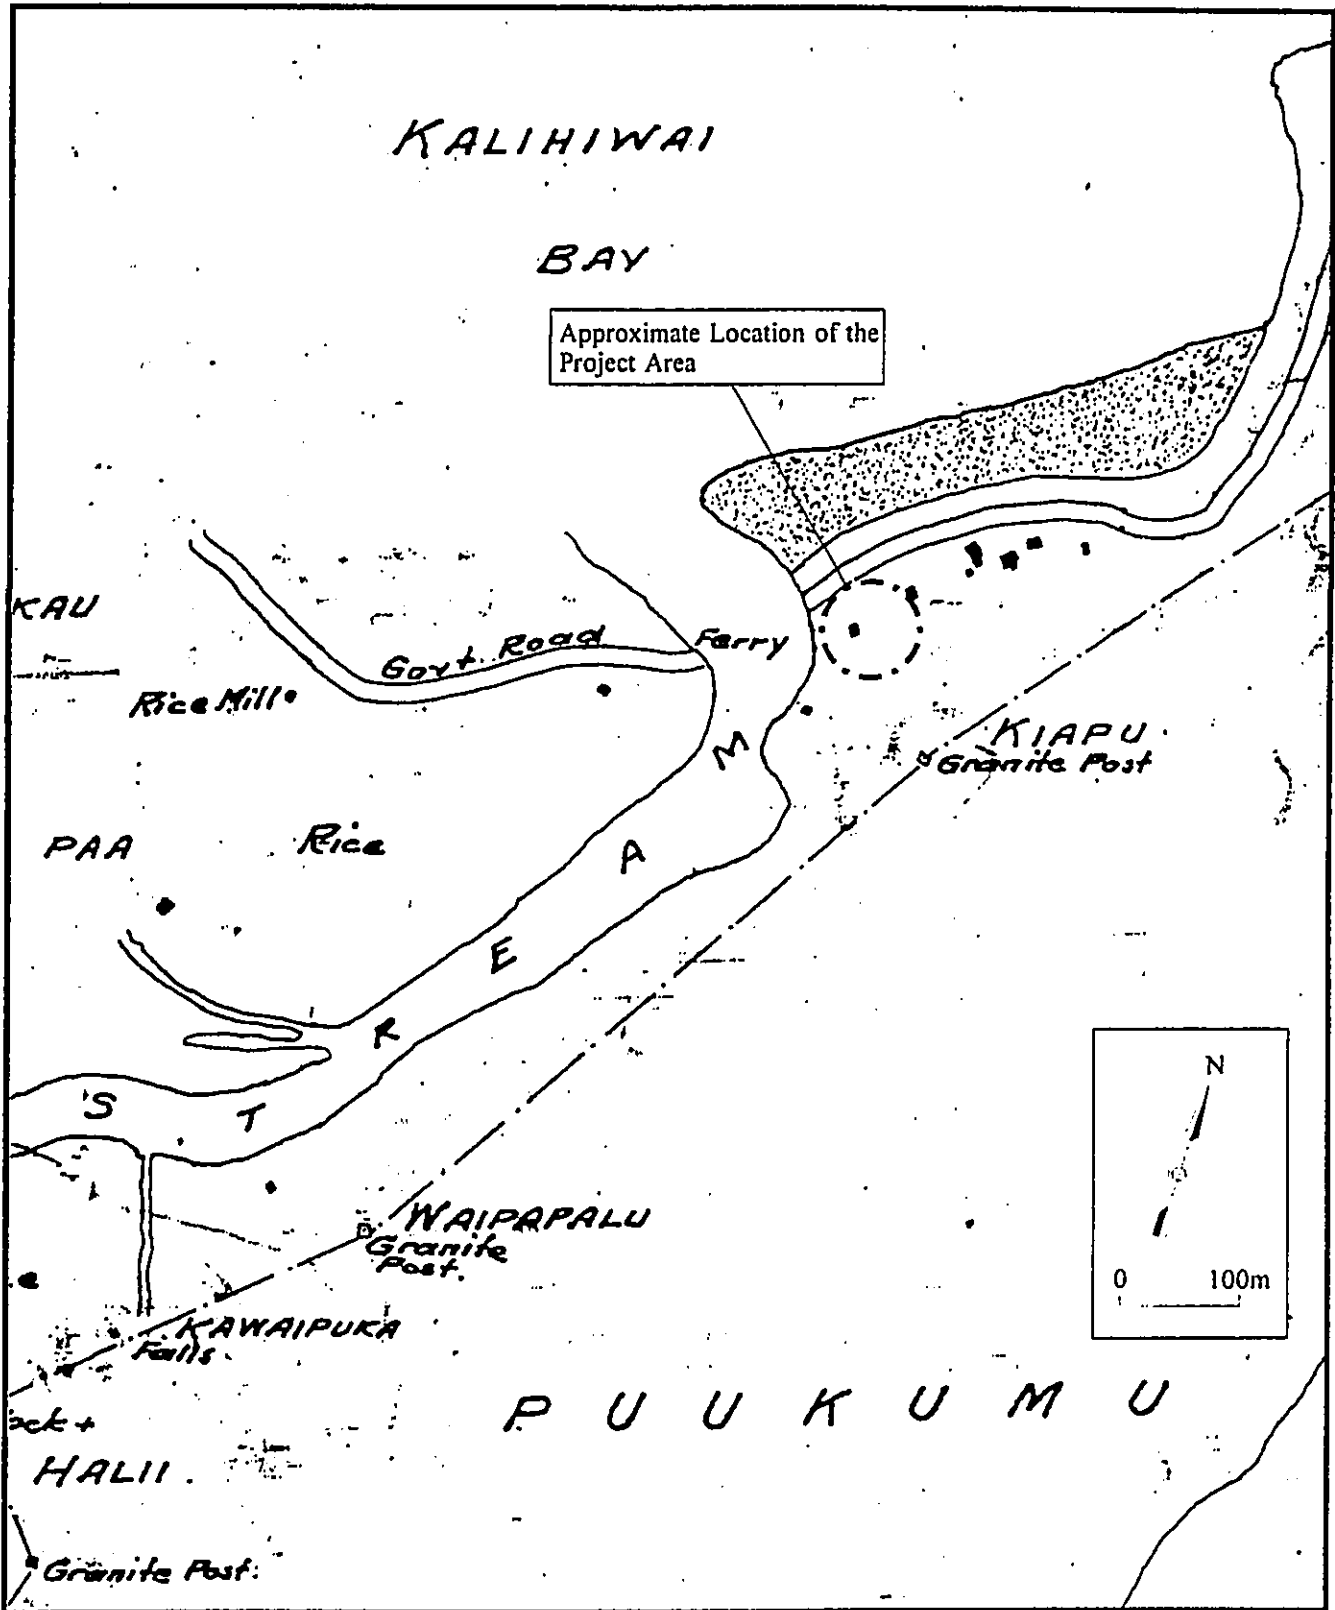 KALIHIWAI
BAY
Approximate Location of the
Project Area
KAU
Govt. Road
Ferry
Rice Mill
KIAPU
Granite Post
PAA
Rice
STREAM
N
0 100m
WAIPAPALU
Granite
Post.
KAWAIPUKA
Falls.
PUUKUMU
HALII.
Granite Post.